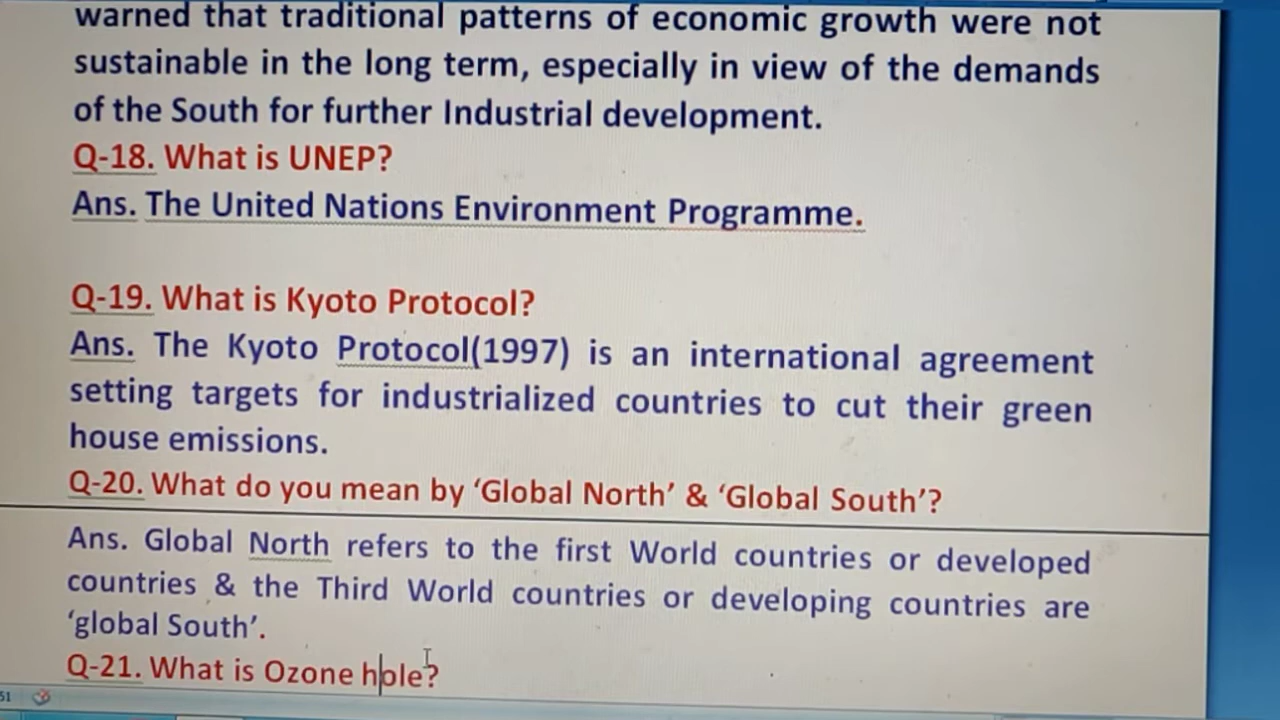 warned that traditional patterns of economic growth were not
sustainable in the long term, especially in view of the demands
of the South for further Industrial development.
Q-18. What is UNEP?
Ans. The United Nations Environment Programme.
Q-19. What is Kyoto Protocol?
Ans. The Kyoto Protocol(1997) is an international agreement
setting targets for industrialized countries to cut their green
house emissions.
Q-20. What do you mean by ‘Global North’ & ‘Global South’?
Ans. Global North refers to the first World countries or developed
countries & the Third World countries or developing countries are
‘global South’.
Q-21. What is Ozone hole?